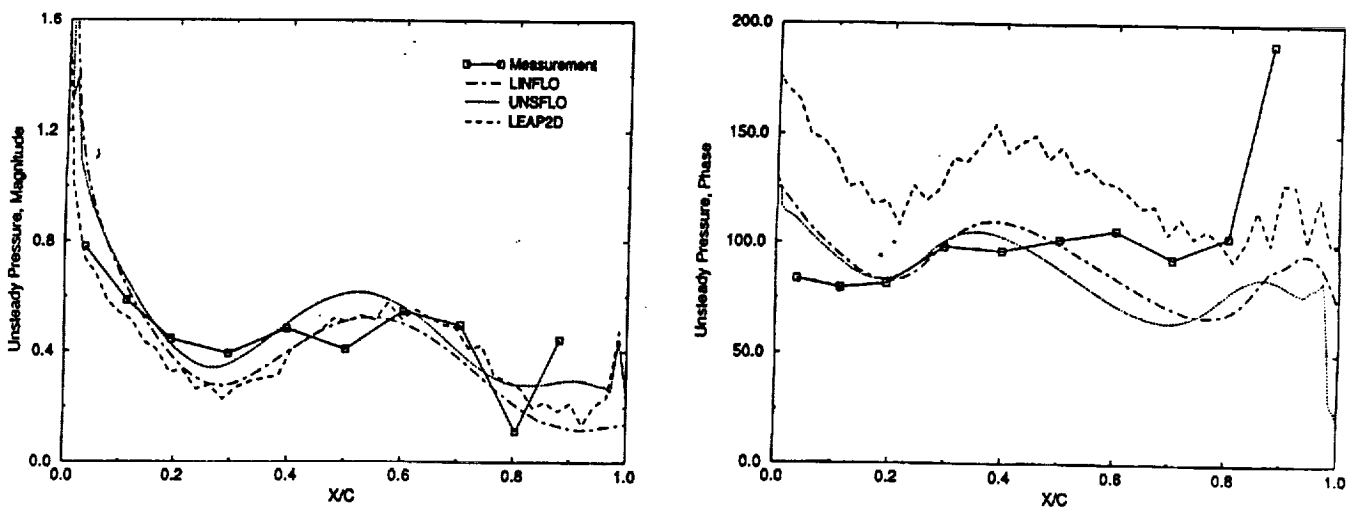 1.6
1.2
0.8
0.4
0.0
0.0
0.2
0.4
0.6
0.8
1.0
Unsteady Pressure, Magnitude
X/C
Measurement
LINFLO
UNSFLO
LEAP2D
200.0
150.0
100.0
50.0
0.0
0.0
0.2
0.4
0.6
0.8
1.0
Unsteady Pressure, Phase
X/C